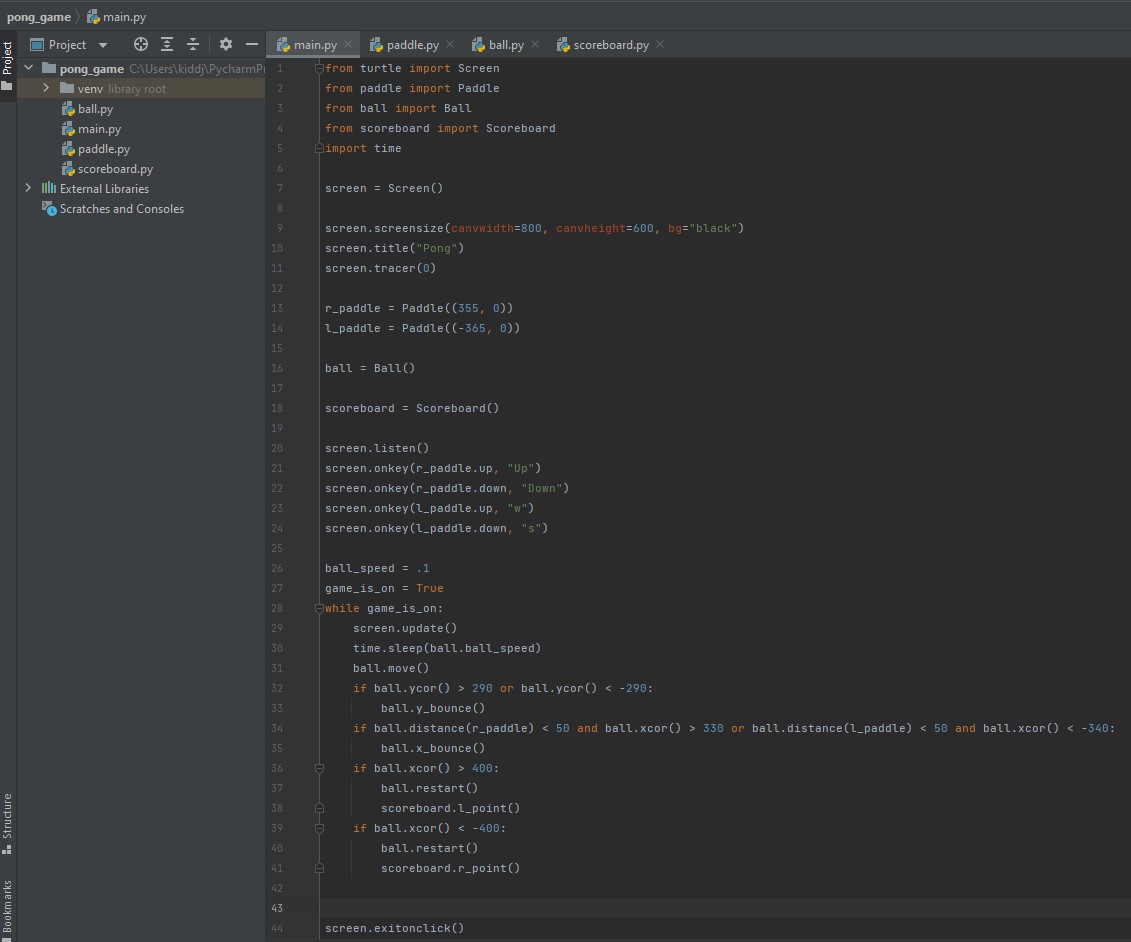 pong_game main.py
Project
main.py paddle.py ball.py scoreboard.py
Project
pong_game C:\Users\kiddj\PycharmPr
venv library root
ball.py
main.py
paddle.py
scoreboard.py
External Libraries
Scratches and Consoles
Structure
Bookmarks
1 from turtle import Screen
2 from paddle import Paddle
3 from ball import Ball
4 from scoreboard import Scoreboard
5 import time
6
7 screen = Screen()
8
9 screen.screensize(canvwidth=800, canvheight=600, bg="black")
10 screen.title("Pong")
11 screen.tracer(0)
12
13 r_paddle = Paddle((355, 0))
14 l_paddle = Paddle((-365, 0))
15
16 ball = Ball()
17
18 scoreboard = Scoreboard()
19
20 screen.listen()
21 screen.onkey(r_paddle.up, "Up")
22 screen.onkey(r_paddle.down, "Down")
23 screen.onkey(l_paddle.up, "w")
24 screen.onkey(l_paddle.down, "s")
25
26 ball_speed = .1
27 game_is_on = True
28 while game_is_on:
29     screen.update()
30     time.sleep(ball.ball_speed)
31     ball.move()
32     if ball.ycor() > 290 or ball.ycor() < -290:
33         ball.y_bounce()
34     if ball.distance(r_paddle) < 50 and ball.xcor() > 330 or ball.distance(l_paddle) < 50 and ball.xcor() < -340:
35         ball.x_bounce()
36     if ball.xcor() > 400:
37         ball.restart()
38         scoreboard.l_point()
39     if ball.xcor() < -400:
40         ball.restart()
41         scoreboard.r_point()
42
43
44 screen.exitonclick()